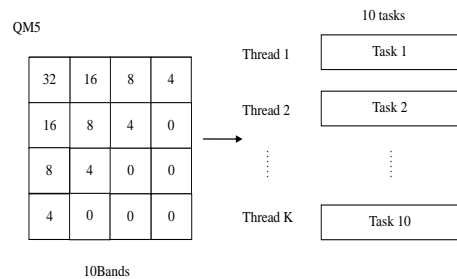 10 tasks
QM5
Thread 1 Task 1
32 16 8 4
Thread 2 Task 2
16 8 4 0
8 4 0 0
4 0 0 0
Thread K Task 10
10Bands